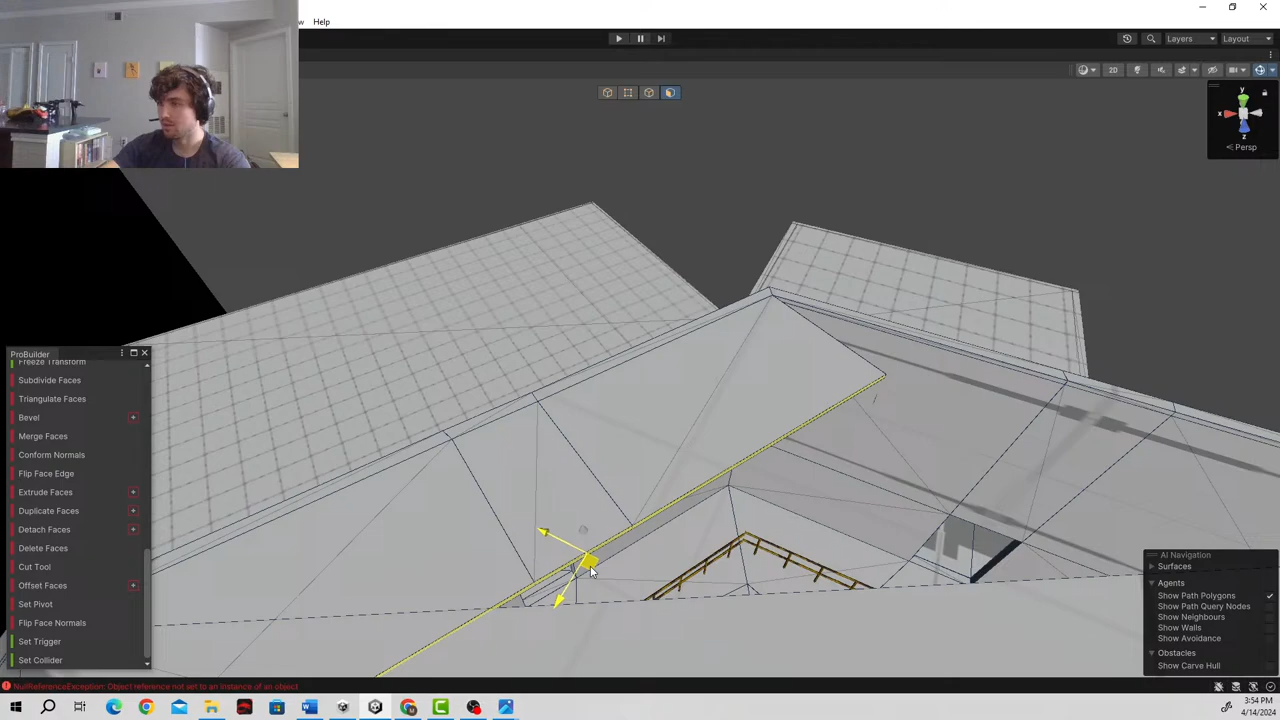 w
Help
Layers
Layout
2D
y
x
z
Persp
ProBuilder
Freeze Transform
Subdivide Faces
Triangulate Faces
Bevel
Merge Faces
Conform Normals
Flip Face Edge
Extrude Faces
Duplicate Faces
Detach Faces
Delete Faces
Cut Tool
Offset Faces
Set Pivot
Flip Face Normals
Set Trigger
Set Collider
AI Navigation
Surfaces
Agents
Show Path Polygons
Show Path Query Nodes
Show Neighbours
Show Walls
Show Avoidance
Obstacles
Show Carve Hull
NullReferenceException: Object reference not set to an instance of an object
3:54 PM
4/14/2024